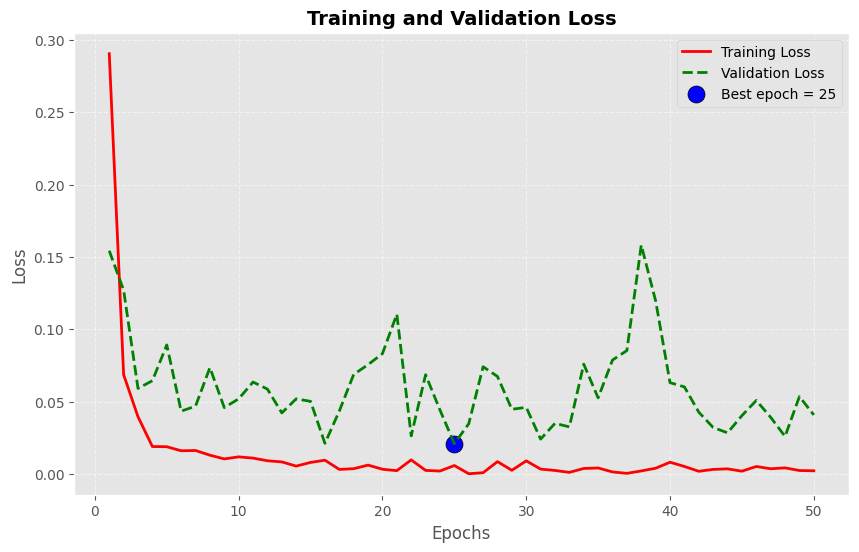 Training and Validation Loss
Training Loss
Validation Loss
Best epoch = 25
0.30
0.25
0.20
0.15
0.10
0.05
0.00
Loss
0 10 20 30 40 50
Epochs